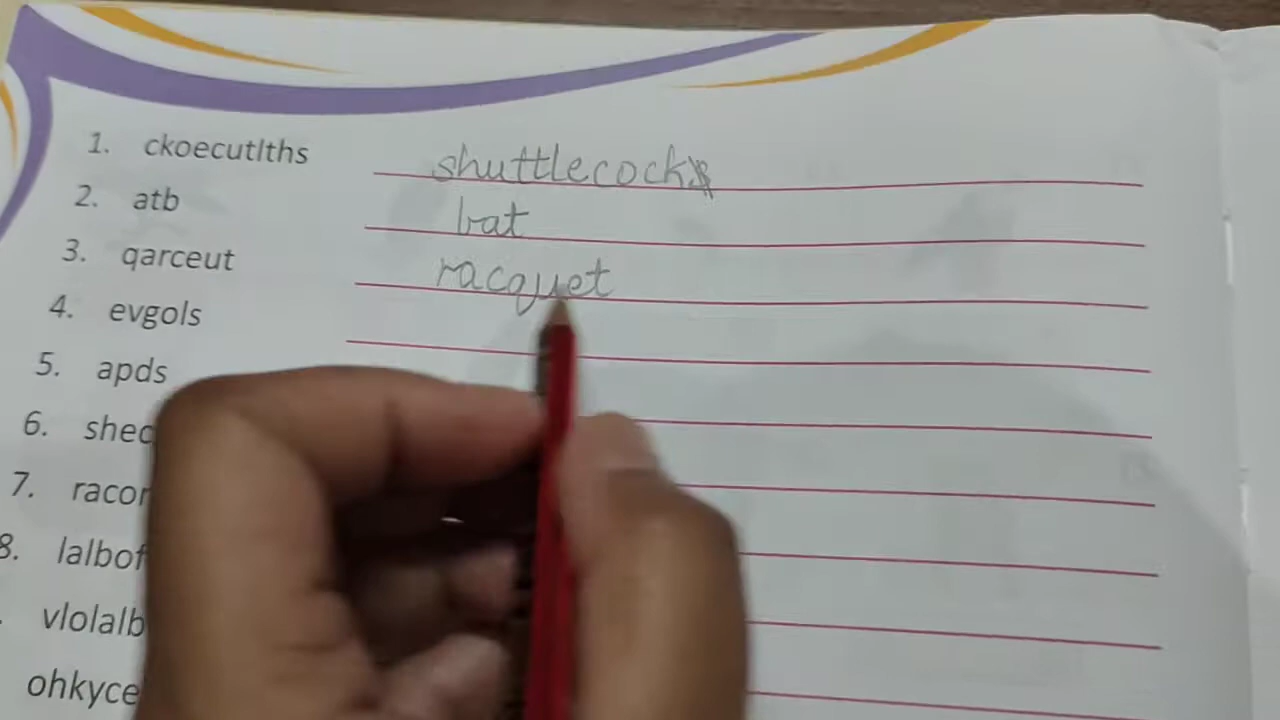 1. ckoecutlths shuttlecock
2. atb bat
3. qarceut racquet
4. evgols
5. apds
6. shec
7. racor
8. lalbof
vlolalb
ohkyce